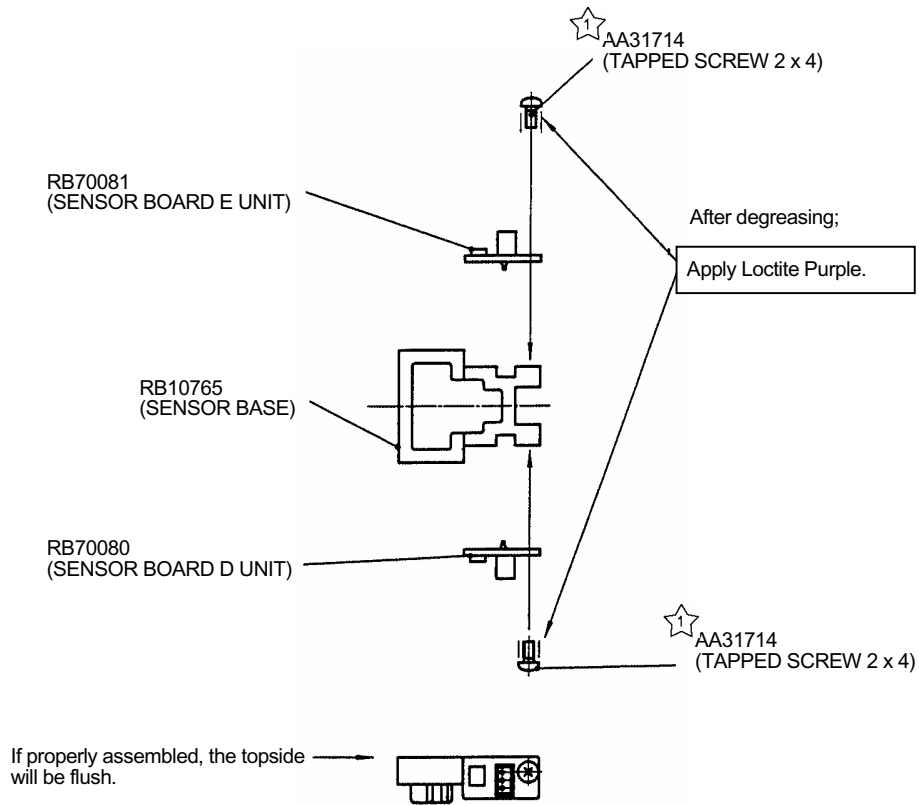 1
AA31714
(TAPPED SCREW 2 x 4)
RB70081
(SENSOR BOARD E UNIT)
After degreasing;
Apply Loctite Purple.
RB10765
(SENSOR BASE)
RB70080
(SENSOR BOARD D UNIT)
1
AA31714
(TAPPED SCREW 2 x 4)
If properly assembled, the topside
will be flush.